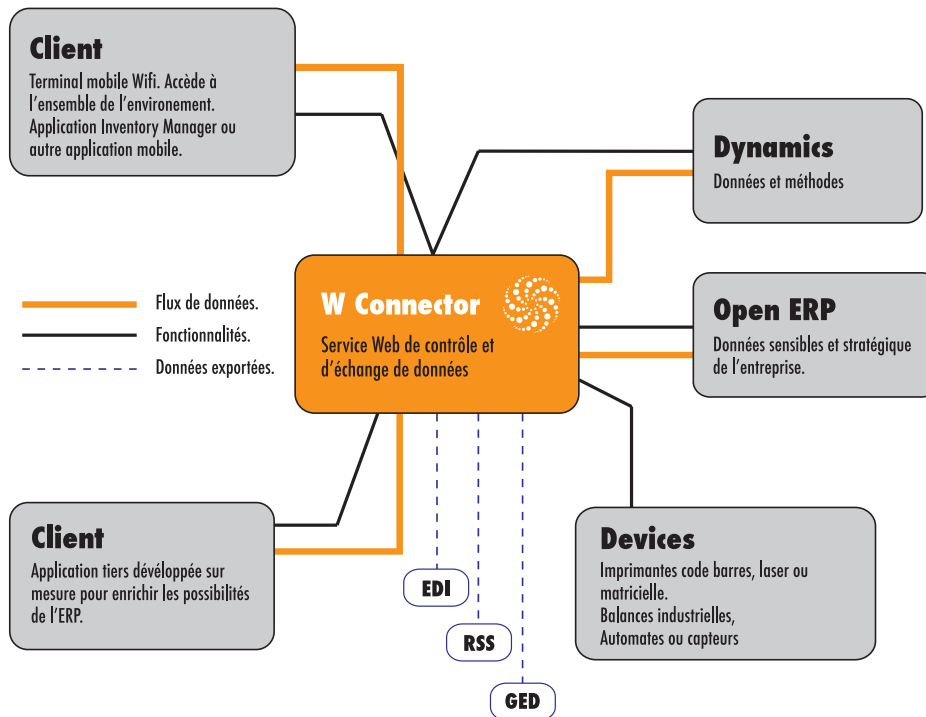 Client
Terminal mobile Wifi. Accède à
l'ensemble de l'environement.
Application Inventory Manager ou
autre application mobile.
Dynamics
Données et méthodes
W Connector
Service Web de contrôle et
d'échange de données
Open ERP
Données sensibles et stratégique
de l'entreprise.
Flux de données.
Fonctionnalités.
Données exportées.
Client
Application tiers dévéloppée sur
mesure pour enrichir les possibilités
de l'ERP.
Devices
Imprimantes code barres, laser ou
matricielle.
Balances industrielles,
Automates ou capteurs
EDI
RSS
GED